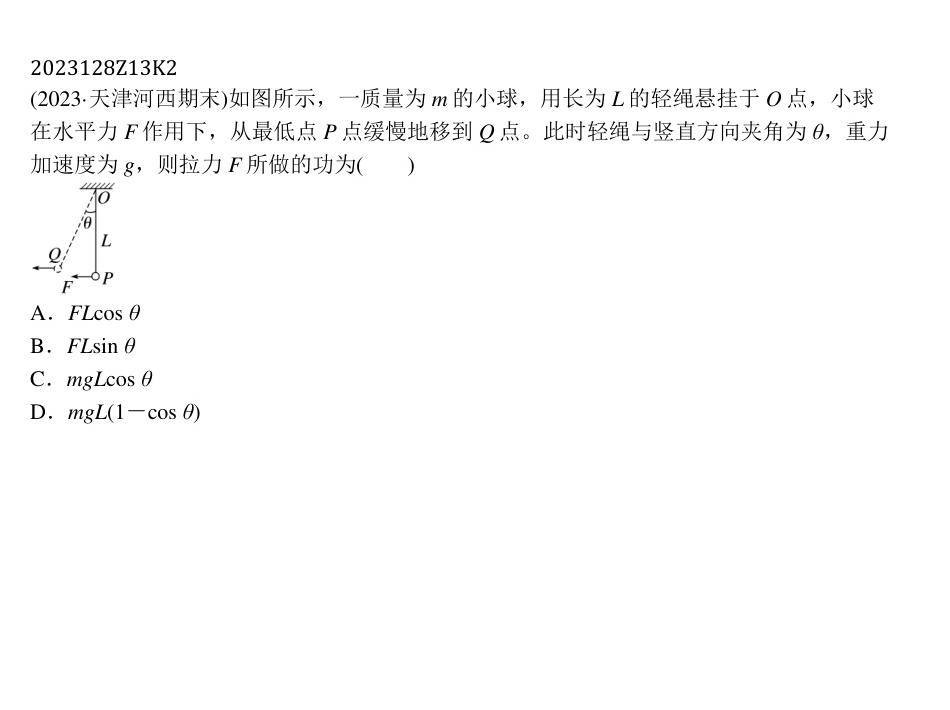 2023128Z13K2
(2023·天津河西期末)如图所示，一质量为 m 的小球，用长为 L 的轻绳悬挂于 O 点，小球
在水平力 F 作用下，从最低点 P 点缓慢地移到 Q 点。此时轻绳与竖直方向夹角为 θ，重力
加速度为 g，则拉力 F 所做的功为(　　)
O
θ
L
Q
P
F
A．FLcos θ
B．FLsin θ
C．mgLcos θ
D．mgL(1－cos θ)